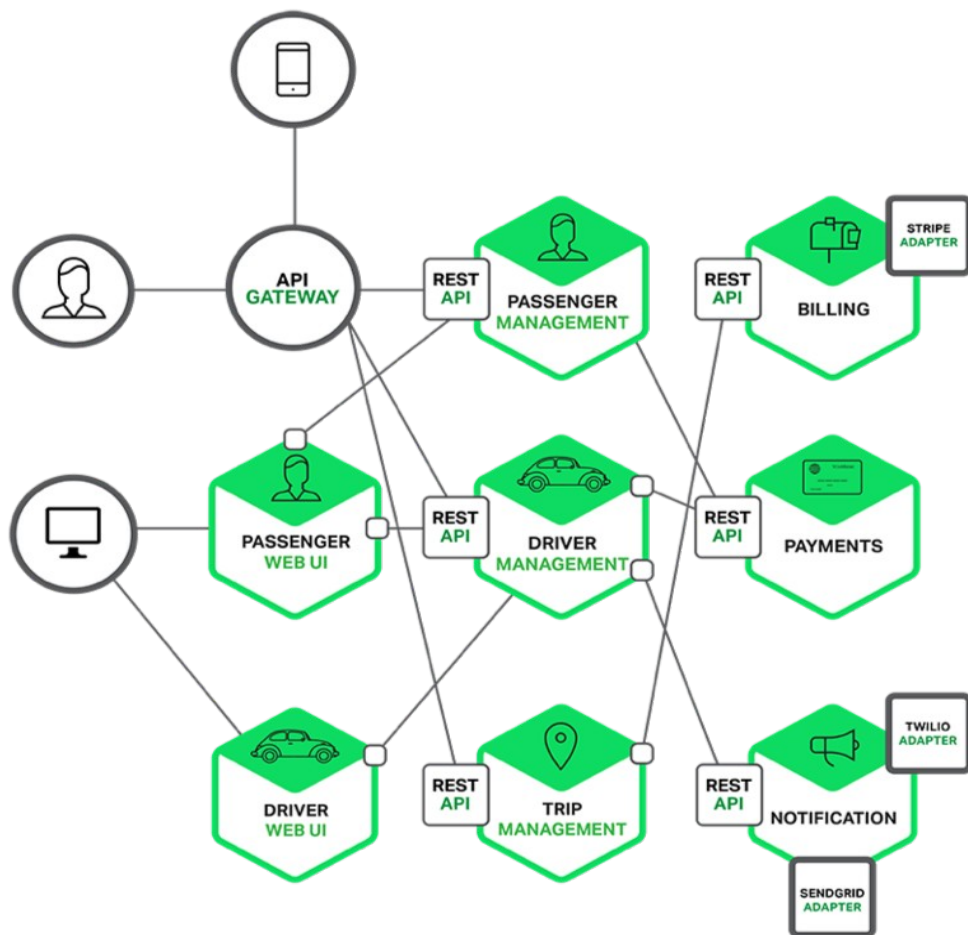 API
GATEWAY
REST
API
PASSENGER
MANAGEMENT
REST
API
BILLING
STRIPE
ADAPTER
PASSENGER
WEB UI
REST
API
DRIVER
MANAGEMENT
REST
API
PAYMENTS
DRIVER
WEB UI
REST
API
TRIP
MANAGEMENT
REST
API
NOTIFICATION
TWILIO
ADAPTER
SENDGRID
ADAPTER